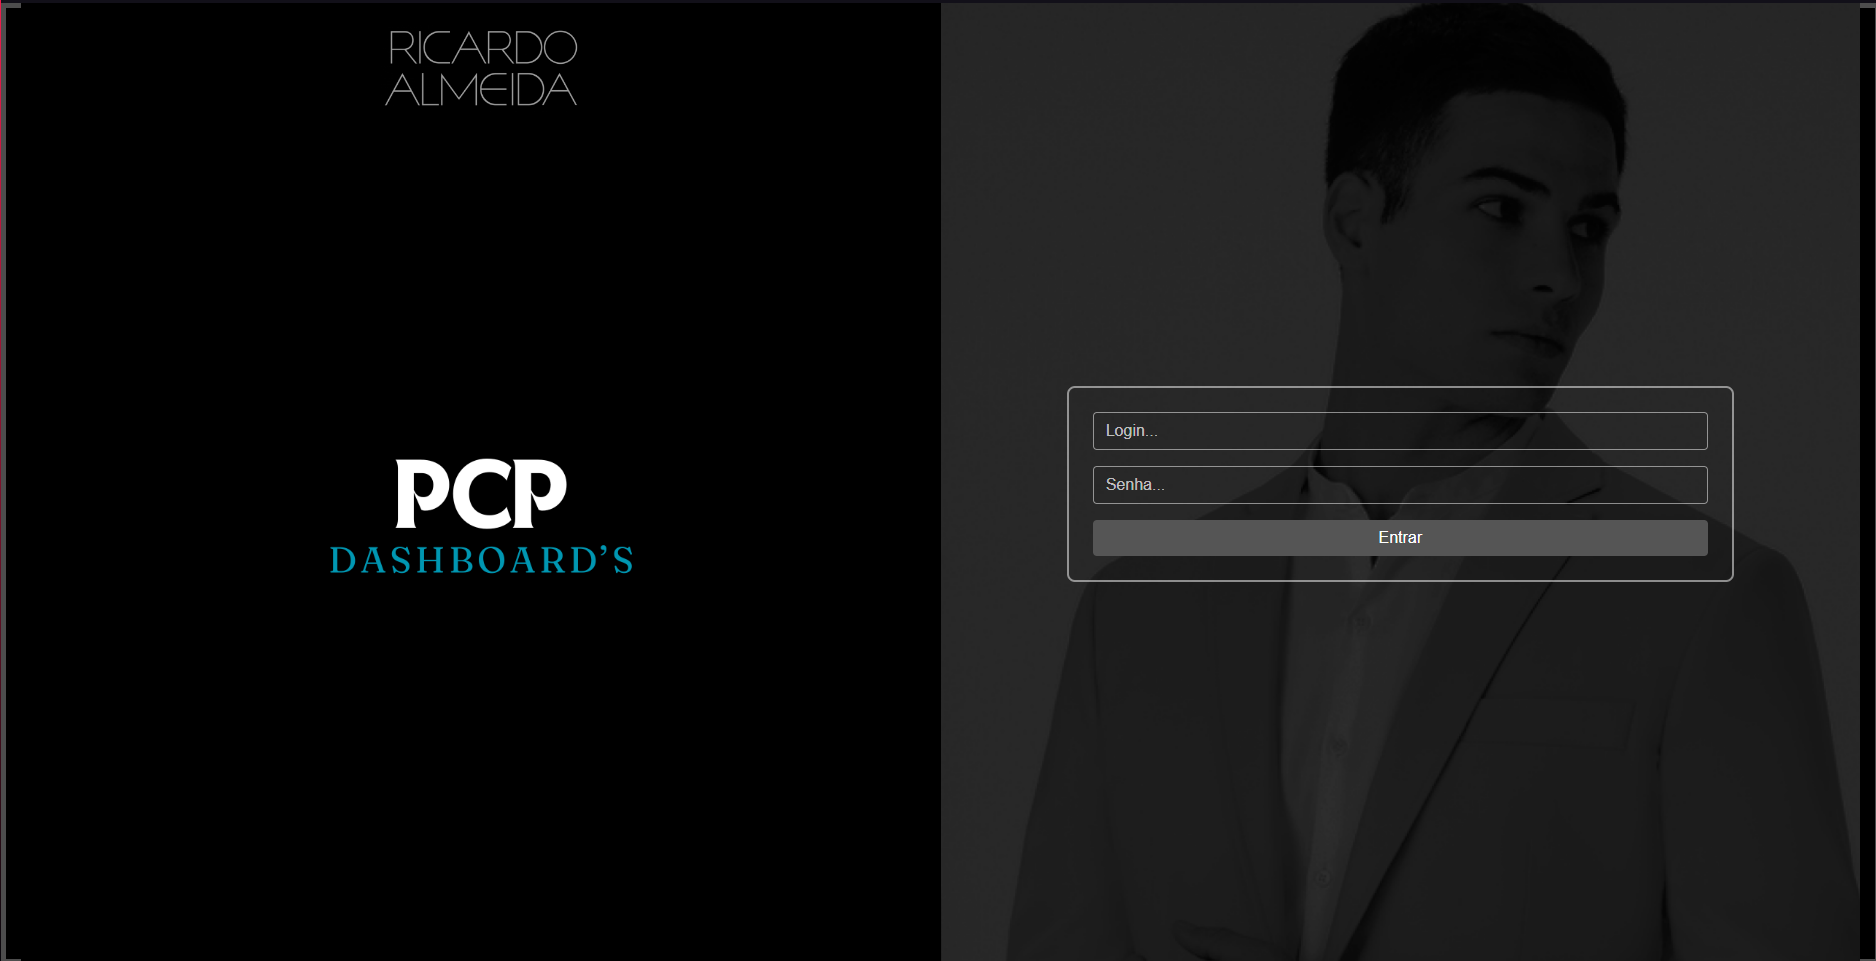 RICARDO
ALMEIDA
PCP
DASHBOARD’S
Login...
Senha...
Entrar